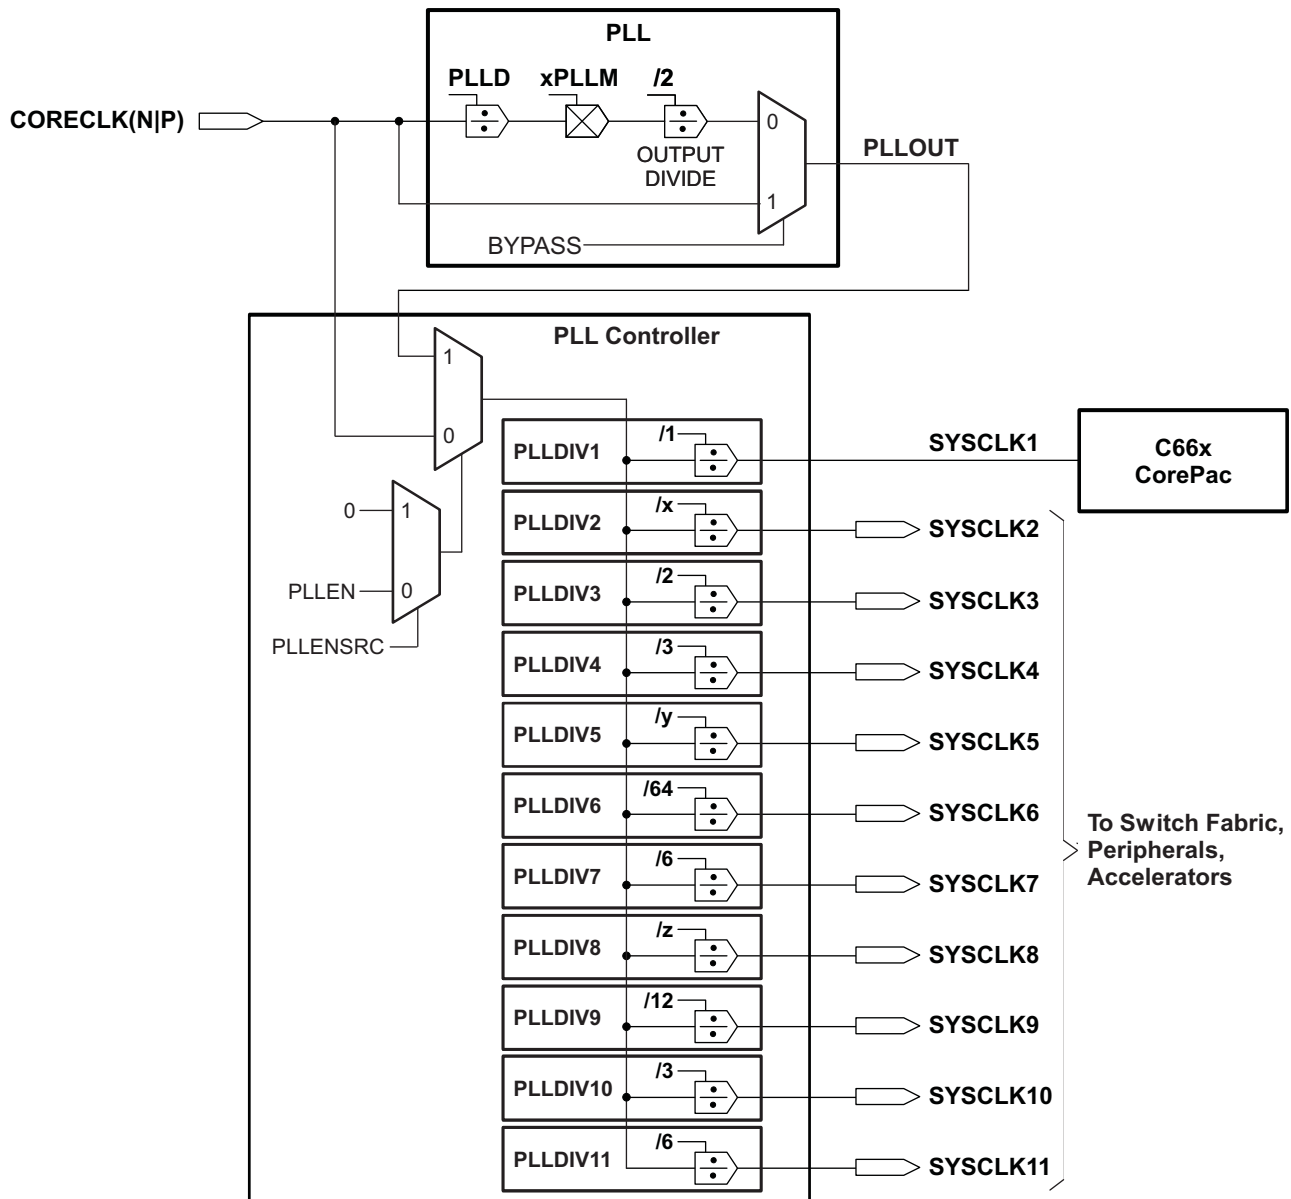 PLL
PLLD xPLLM /2
CORECLK(N|P)
0
OUTPUT
DIVIDE
PLLOUT
1
BYPASS
PLL Controller
1
0
/1
PLLDIV1
SYSCLK1
C66x
CorePac
0
1
/x
PLLDIV2
SYSCLK2
PLLEN
0
/2
PLLDIV3
SYSCLK3
PLLENSRC
/3
PLLDIV4
SYSCLK4
/y
PLLDIV5
SYSCLK5
/64
PLLDIV6
SYSCLK6
To Switch Fabric,
Peripherals,
Accelerators
/6
PLLDIV7
SYSCLK7
/z
PLLDIV8
SYSCLK8
/12
PLLDIV9
SYSCLK9
/3
PLLDIV10
SYSCLK10
/6
PLLDIV11
SYSCLK11